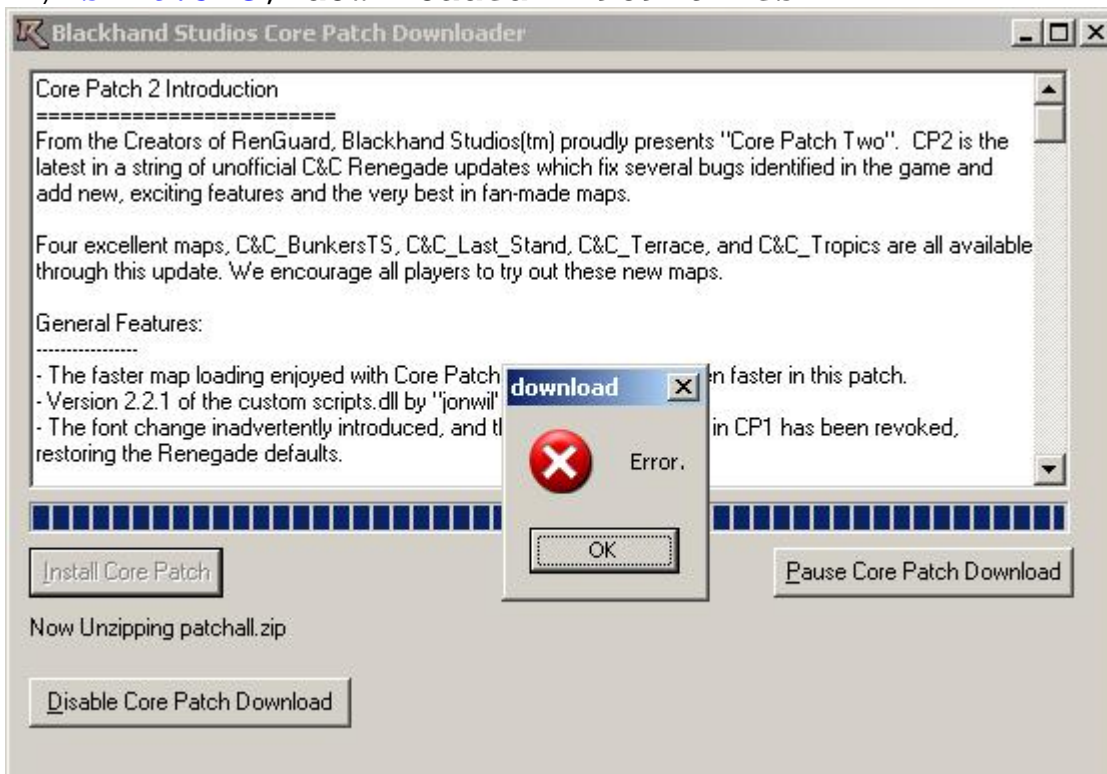 Blackhand Studios Core Patch Downloader
Core Patch 2 Introduction
=========================
From the Creators of RenGuard, Blackhand Studios(tm) proudly presents "Core Patch Two".  CP2 is the
latest in a string of unofficial C&C Renegade updates which fix several bugs identified in the game and
add new, exciting features and the very best in fan-made maps.
Four excellent maps, C&C_BunkersTS, C&C_Last_Stand, C&C_Terrace, and C&C_Tropics are all available
through this update. We encourage all players to try out these new maps.
General Features:
----------------
- The faster map loading enjoyed with Core Patch en faster in this patch.
- Version 2.2.1 of the custom scripts.dll by "jonwil"
- The font change inadvertently introduced, and in CP1 has been revoked,
restoring the Renegade defaults.
download
Error.
OK
Install Core Patch
Pause Core Patch Download
Now Unzipping patchall.zip
Disable Core Patch Download